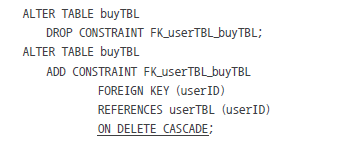 ALTER TABLE buyTBL
DROP CONSTRAINT FK_userTBL_buyTBL;
ALTER TABLE buyTBL
ADD CONSTRAINT FK_userTBL_buyTBL
FOREIGN KEY (userID)
REFERENCES userTBL (userID)
ON DELETE CASCADE;